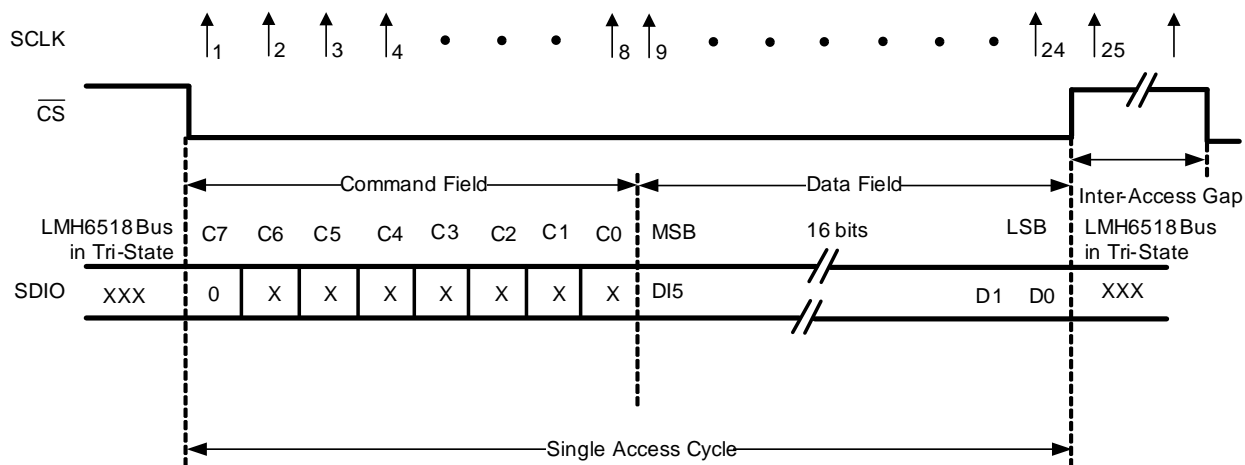 SCLK 1 2 3 4 8 9 24 25
CS
Command Field Data Field
Inter-Access Gap
LMH6518 Bus in Tri-State C7 C6 C5 C4 C3 C2 C1 C0 MSB 16 bits LSB LMH6518 Bus in Tri-State
SDIO XXX 0 X X X X X X X DI5 D1 D0 XXX
Single Access Cycle